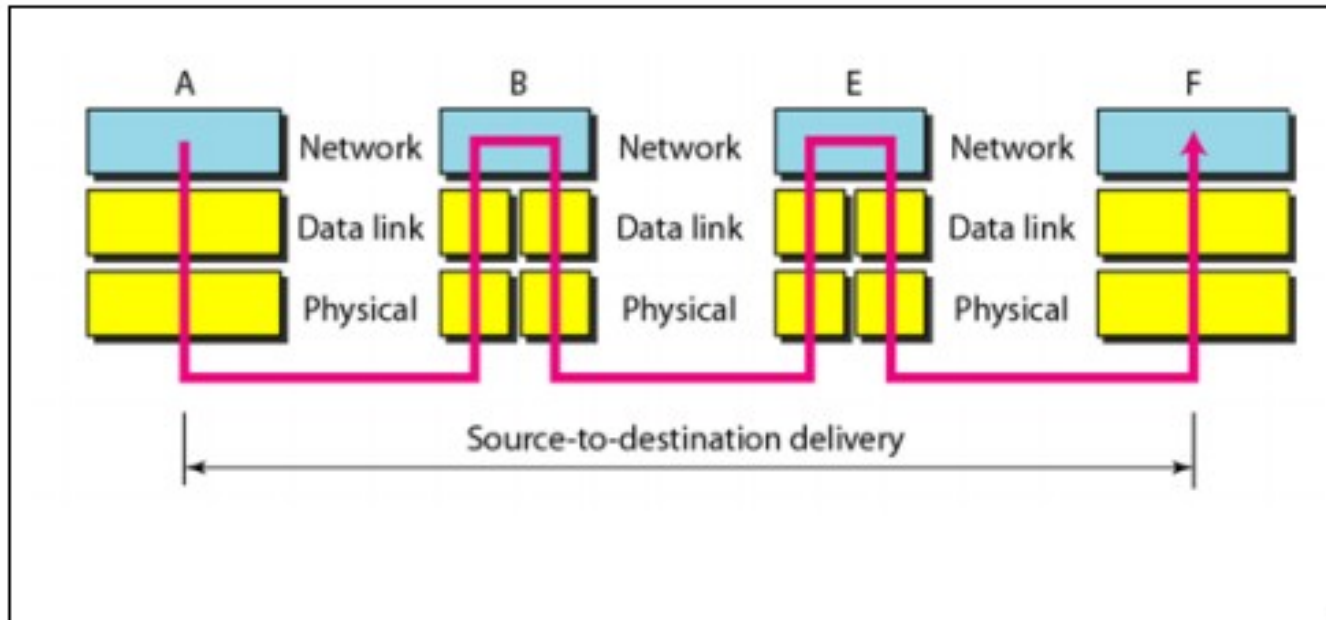 A B E F
Network Network Network
Data link Data link Data link
Physical Physical Physical
Source-to-destination delivery